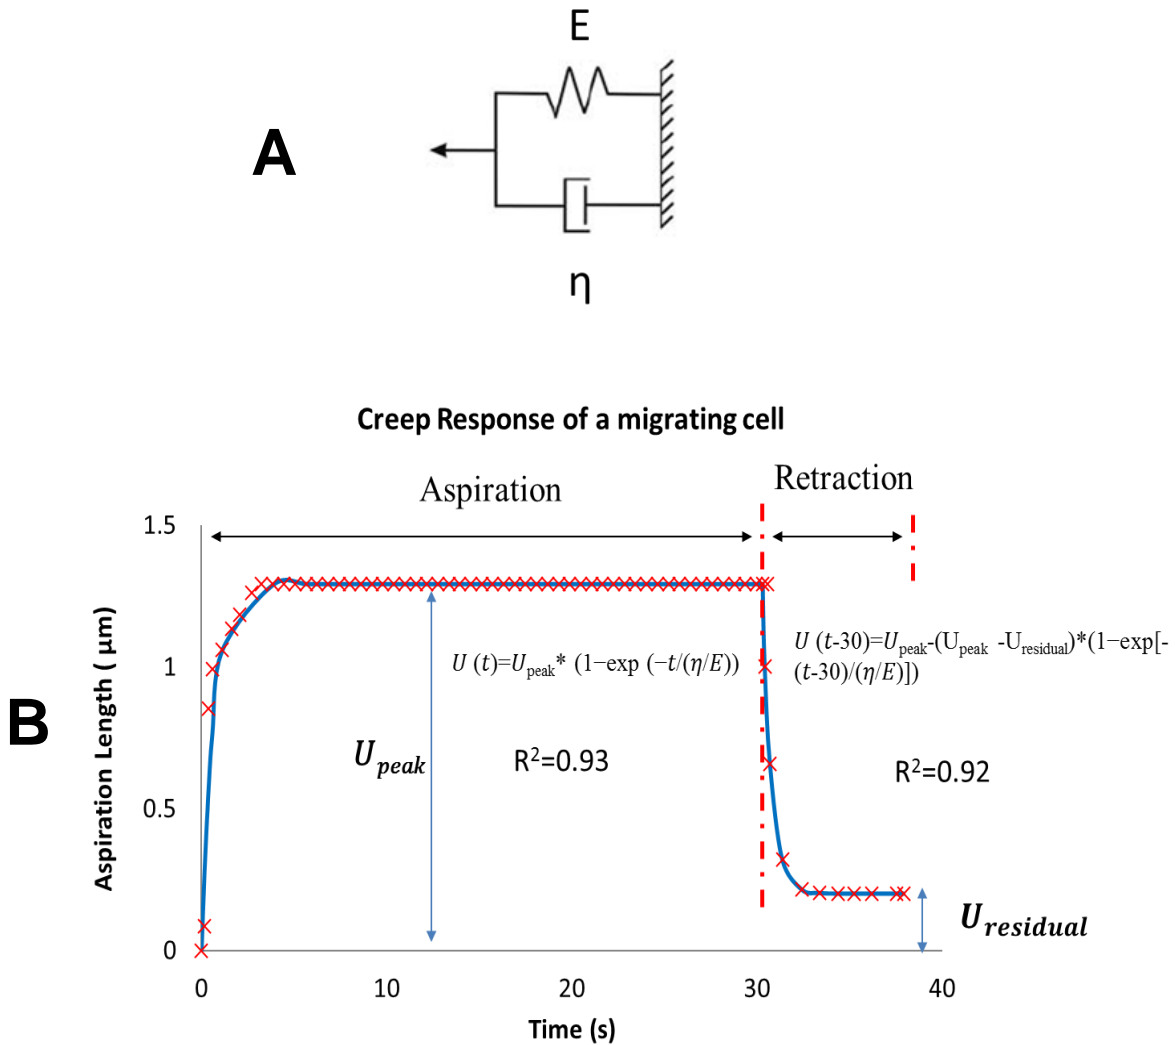 E
A
η
Creep Response of a migrating cell
Aspiration
Retraction
1.5
1
0.5
0
Aspiration Length ( μm)
B
U (t)=Upeak* (1−exp (−t/(η/E))
U (t-30)=Upeak-(Upeak -Uresidual)*(1−exp[-
(t-30)/(η/E)])
Upeak
R2=0.93
R2=0.92
Uresidual
0 10 20 30 40
Time (s)